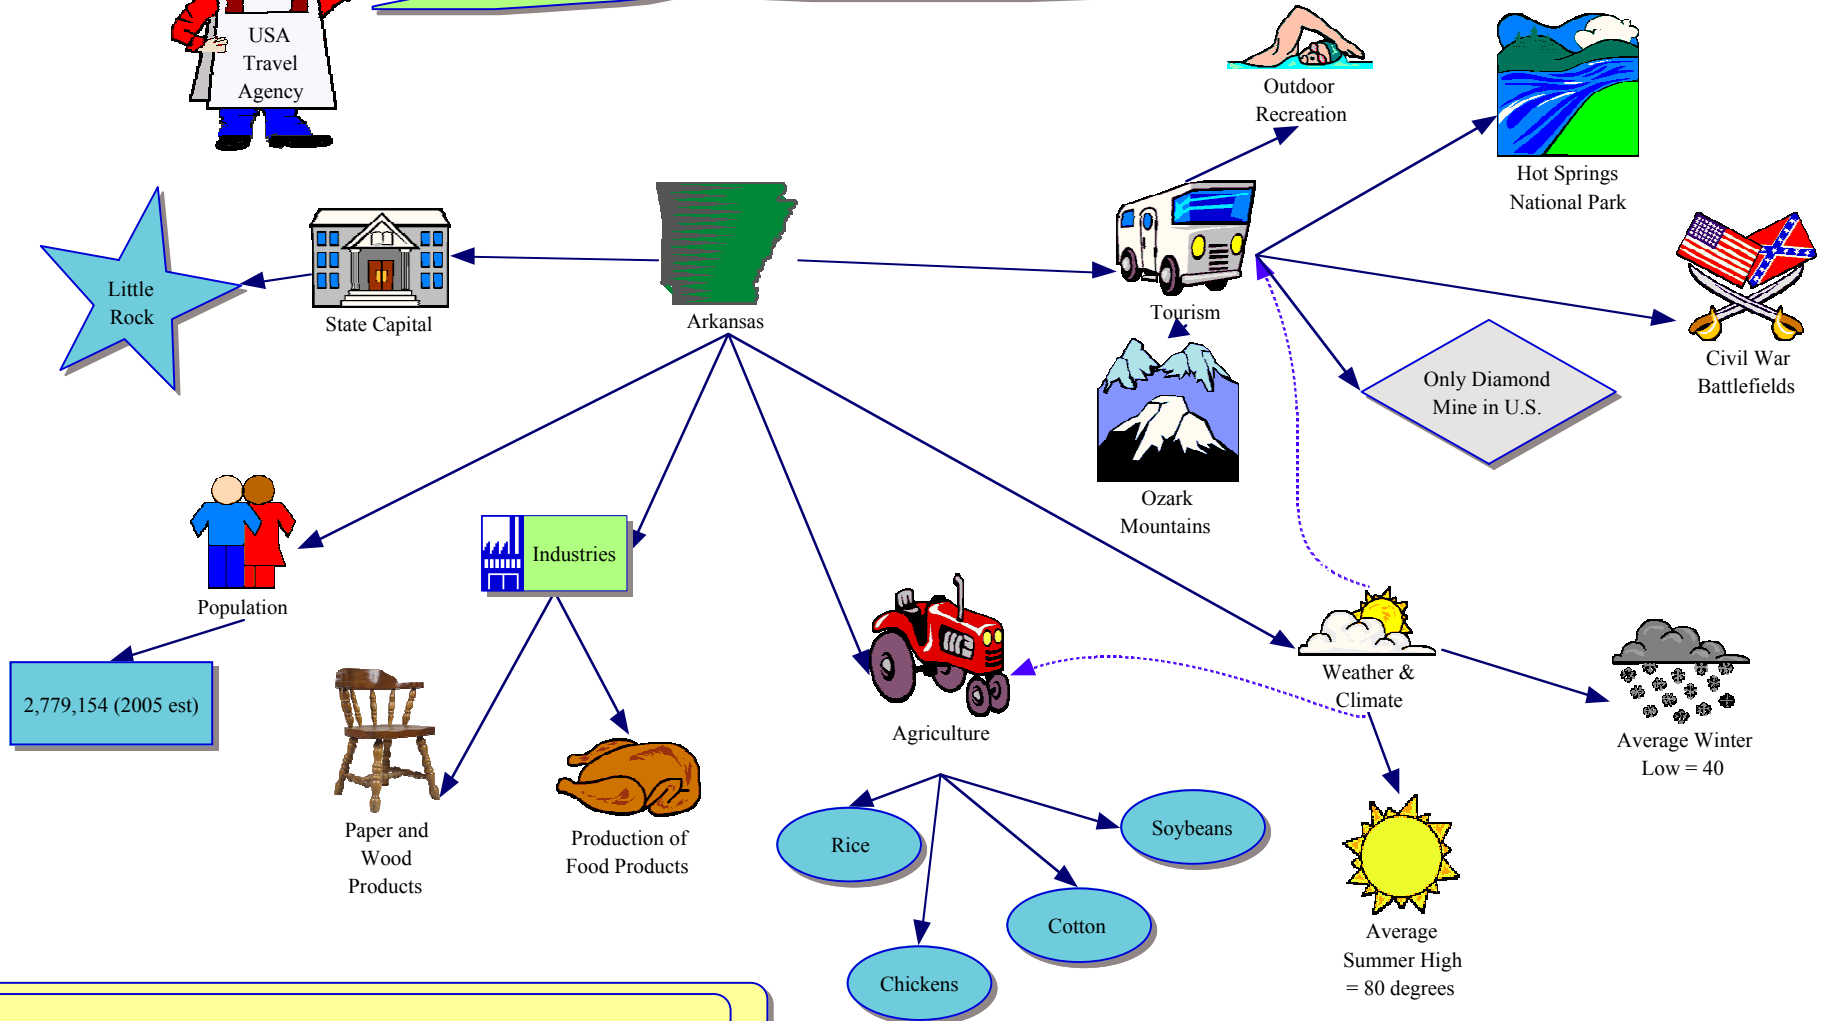 USA
Travel
Agency
Outdoor
Recreation
Hot Springs
National Park
Little
Rock
State Capital
Arkansas
Tourism
Civil War
Battlefields
Only Diamond
Mine in U.S.
Ozark
Mountains
Population
Industries
2,779,154 (2005 est)
Agriculture
Weather &
Climate
Average Winter
Low = 40
Paper and
Wood
Products
Production of
Food Products
Rice
Soybeans
Cotton
Chickens
Average
Summer High
= 80 degrees